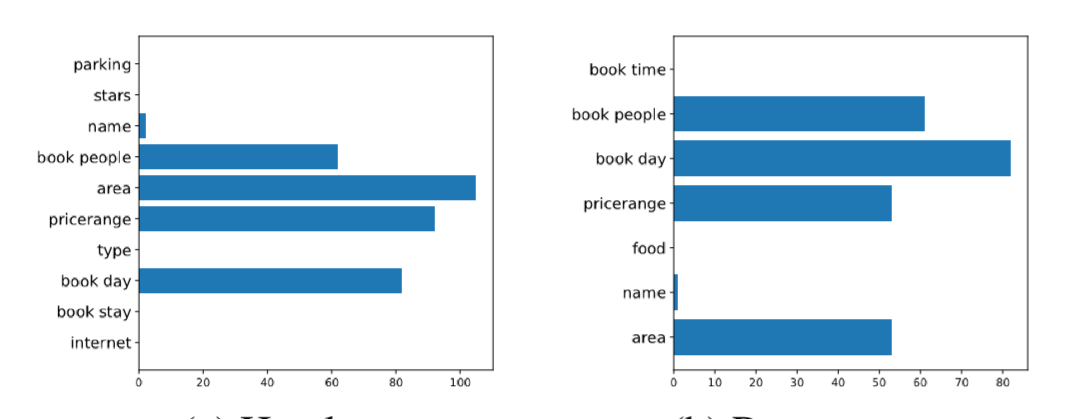 parking
stars
name
book people
area
pricerange
type
book day
book stay
internet
0 20 40 60 80 100
book time
book people
book day
pricerange
food
name
area
0 10 20 30 40 50 60 70 80